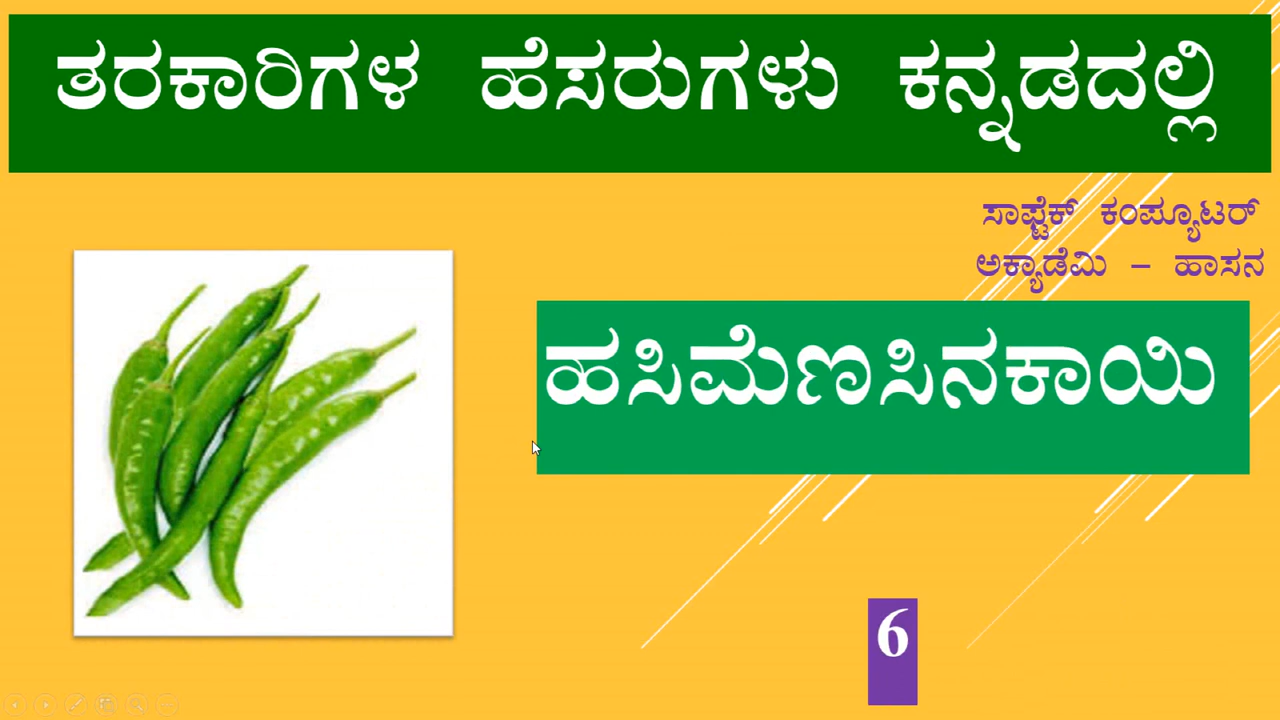 ತರಕಾರಿಗಳ ಹೆಸರುಗಳು ಕನ್ನಡದಲ್ಲಿ
ಸಾಫ್ಟೆಕ್ ಕಂಪ್ಯೂಟರ್
ಅಕ್ಯಾಡೆಮಿ – ಹಾಸನ
ಹಸಿಮೆಣಸಿನಕಾಯಿ
6